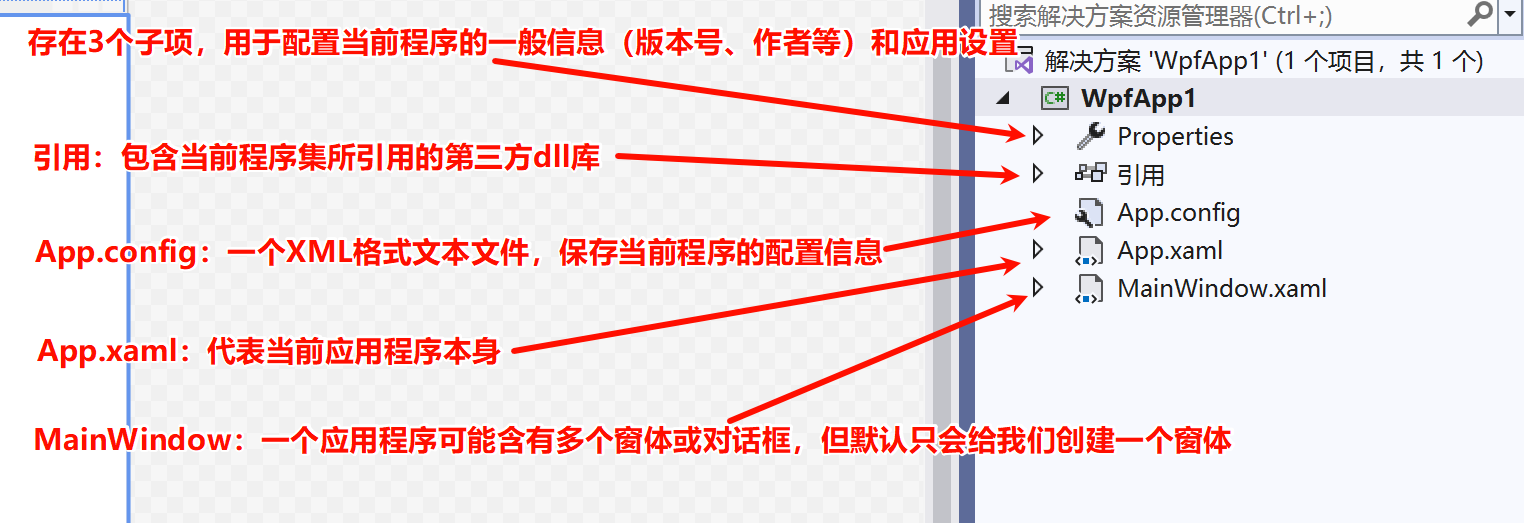 搜索解决方案资源管理器(Ctrl+;)
存在3个子项，用于配置当前程序的一般信息（版本号、作者等）和应用设置
解决方案 'WpfApp1' (1 个项目，共 1 个)
C# WpfApp1
Properties
引用：包含当前程序集所引用的第三方dll库
引用
App.config
App.config：一个XML格式文本文件，保存当前程序的配置信息
App.xaml
MainWindow.xaml
App.xaml：代表当前应用程序本身
MainWindow：一个应用程序可能含有多个窗体或对话框，但默认只会给我们创建一个窗体